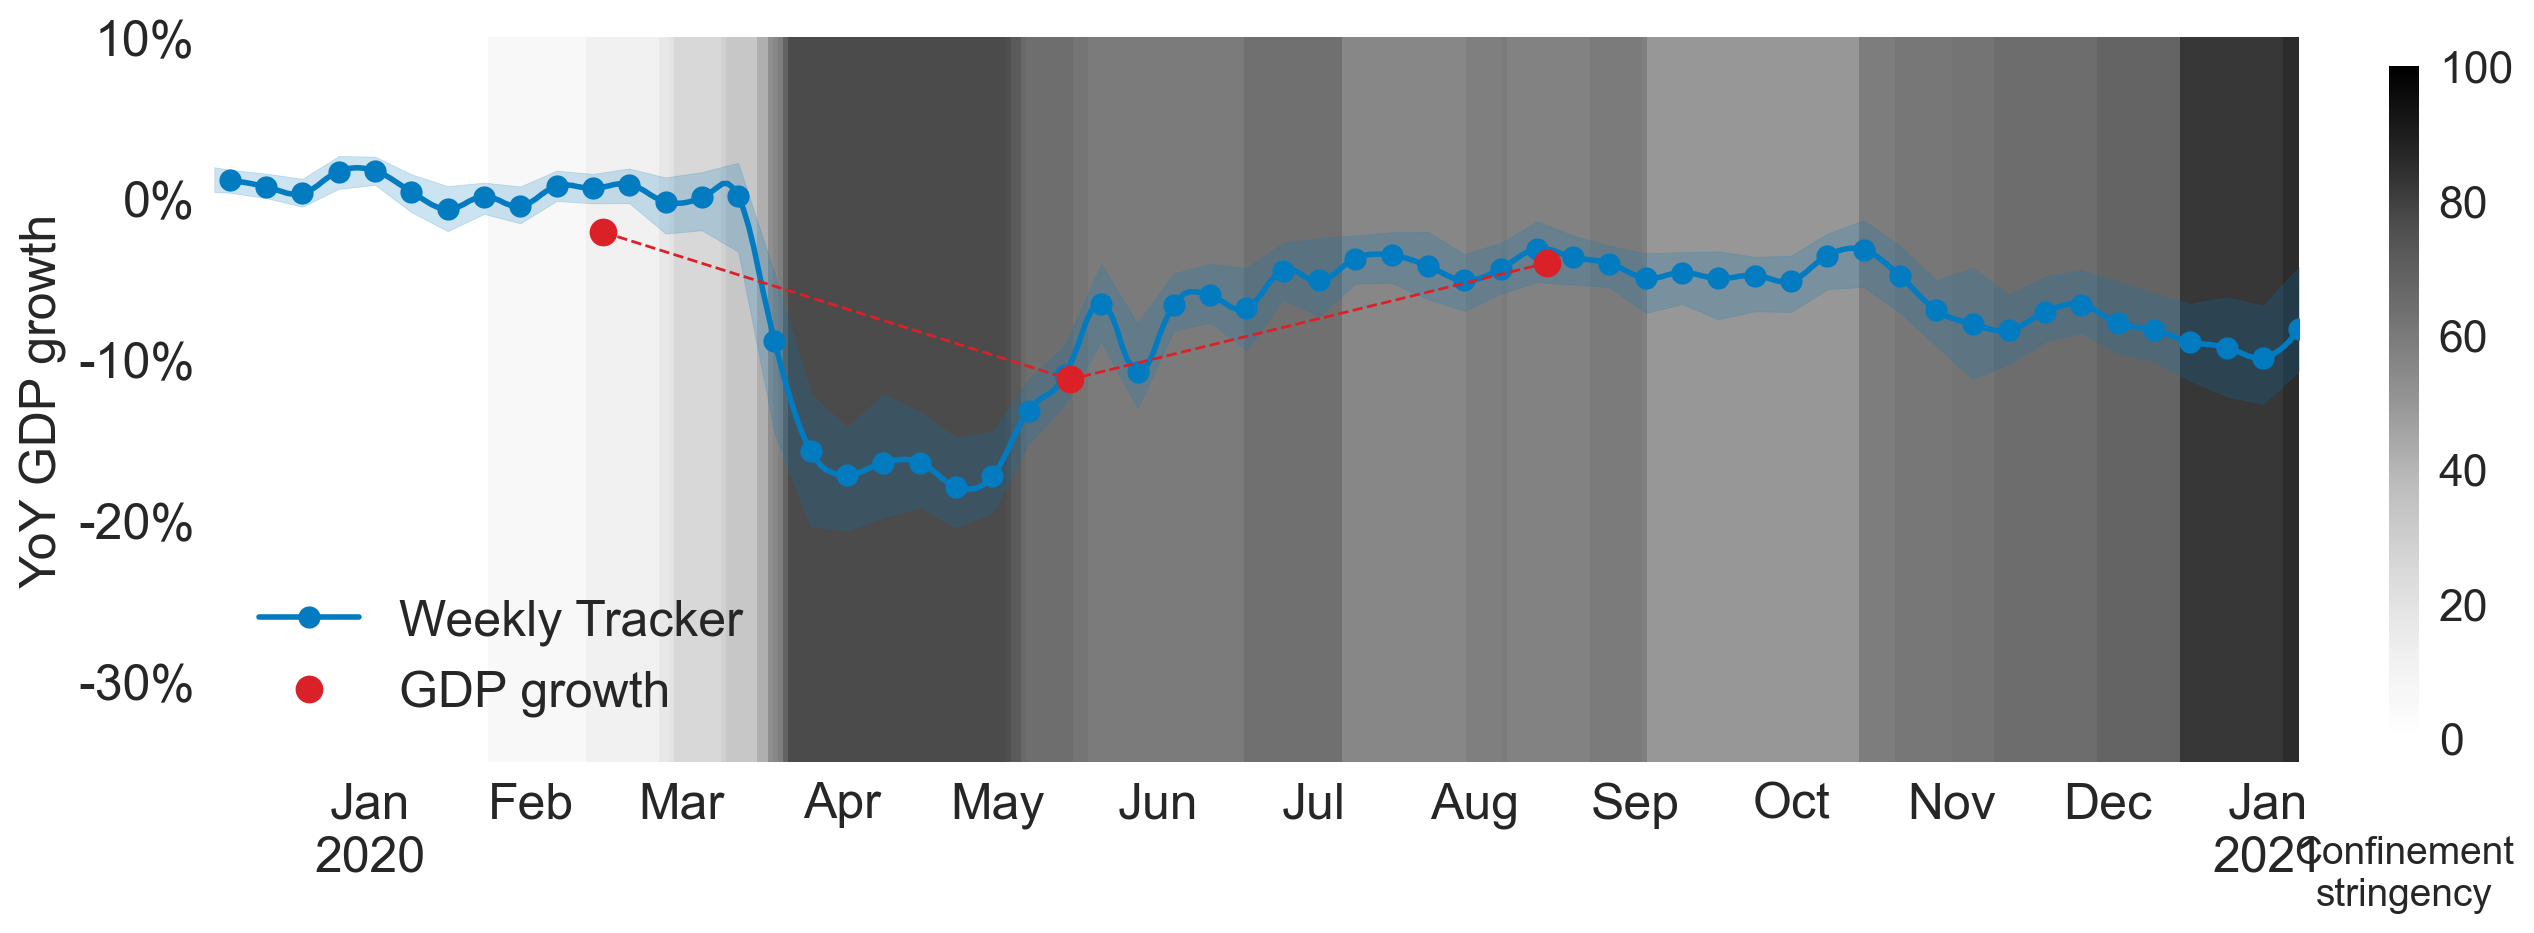 10%
0%
-10%
-20%
-30%
YoY GDP growth
Weekly Tracker
GDP growth
Jan
2020
Feb
Mar
Apr
May
Jun
Jul
Aug
Sep
Oct
Nov
Dec
Jan
2021
100
80
60
40
20
0
Confinement
stringency